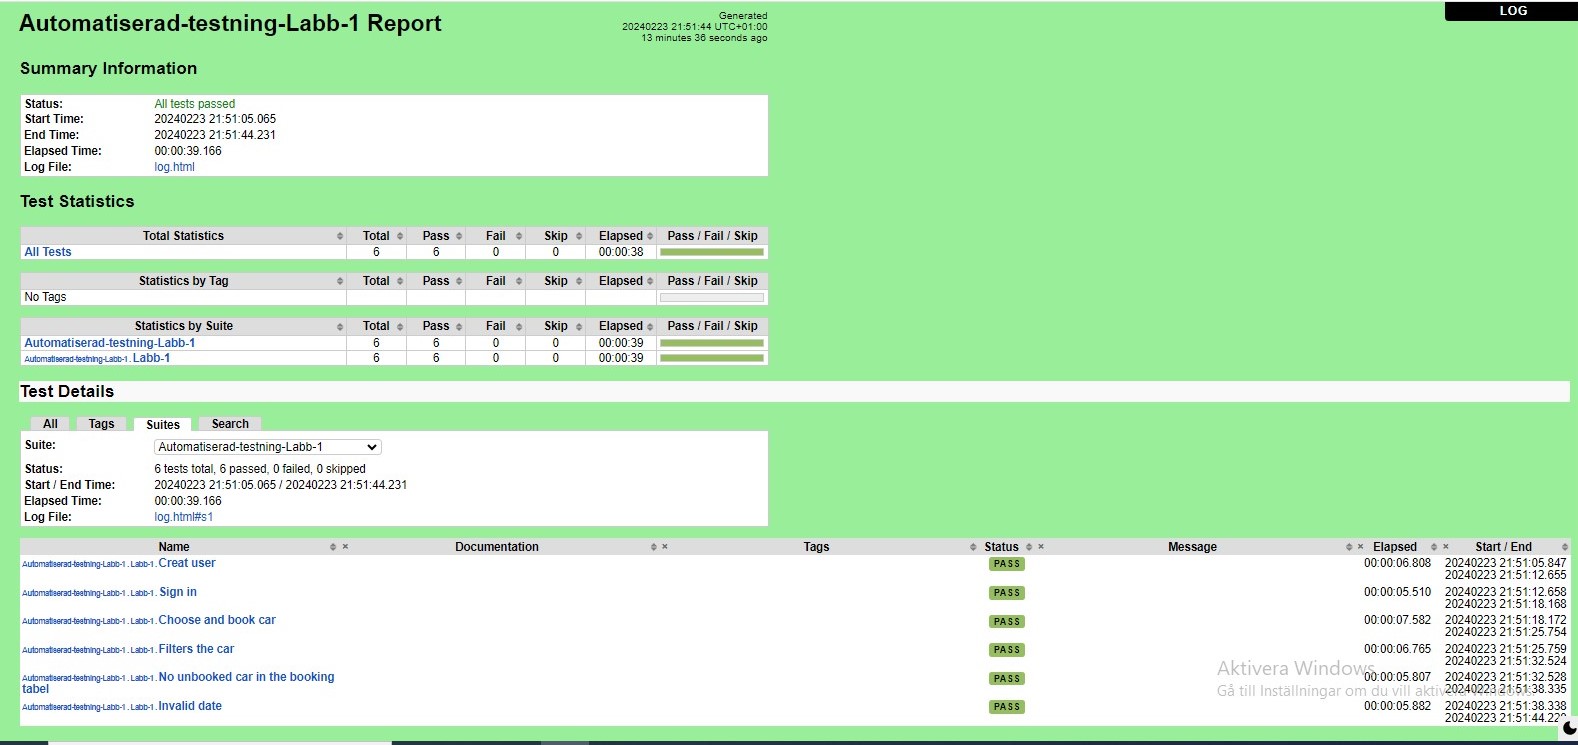 Automatiserad-testning-Labb-1 Report
Generated
20240223 21:51:44 UTC+01:00
13 minutes 36 seconds ago
LOG
Summary Information
Status: All tests passed
Start Time: 20240223 21:51:05.065
End Time: 20240223 21:51:44.231
Elapsed Time: 00:00:39.166
Log File: log.html
Test Statistics
Total Statistics Total Pass Fail Skip Elapsed Pass / Fail / Skip
All Tests 6 6 0 0 00:00:38
Statistics by Tag Total Pass Fail Skip Elapsed Pass / Fail / Skip
No Tags
Statistics by Suite Total Pass Fail Skip Elapsed Pass / Fail / Skip
Automatiserad-testning-Labb-1 6 6 0 0 00:00:39
Automatiserad-testning-Labb-1 . Labb-1 6 6 0 0 00:00:39
Test Details
All Tags Suites Search
Suite: Automatiserad-testning-Labb-1
Status: 6 tests total, 6 passed, 0 failed, 0 skipped
Start / End Time: 20240223 21:51:05.065 / 20240223 21:51:44.231
Elapsed Time: 00:00:39.166
Log File: log.html#s1
Name × Documentation × Tags Status × Message × Elapsed × Start / End
Automatiserad-testning-Labb-1 . Labb-1 . Creat user PASS 00:00:06.808 20240223 21:51:05.847
20240223 21:51:12.655
Automatiserad-testning-Labb-1 . Labb-1 . Sign in PASS 00:00:05.510 20240223 21:51:12.658
20240223 21:51:18.168
Automatiserad-testning-Labb-1 . Labb-1 . Choose and book car PASS 00:00:07.582 20240223 21:51:18.172
20240223 21:51:25.754
Automatiserad-testning-Labb-1 . Labb-1 . Filters the car PASS 00:00:06.765 20240223 21:51:25.759
20240223 21:51:32.524
Automatiserad-testning-Labb-1 . Labb-1 . No unbooked car in the booking PASS 00:00:05.807 20240223 21:51:32.528
tabel 20240223 21:51:38.335
Automatiserad-testning-Labb-1 . Labb-1 . Invalid date PASS 00:00:05.882 20240223 21:51:38.338
20240223
Aktivera Windows
Gå till Inställningar om du vill aktivera Windows.